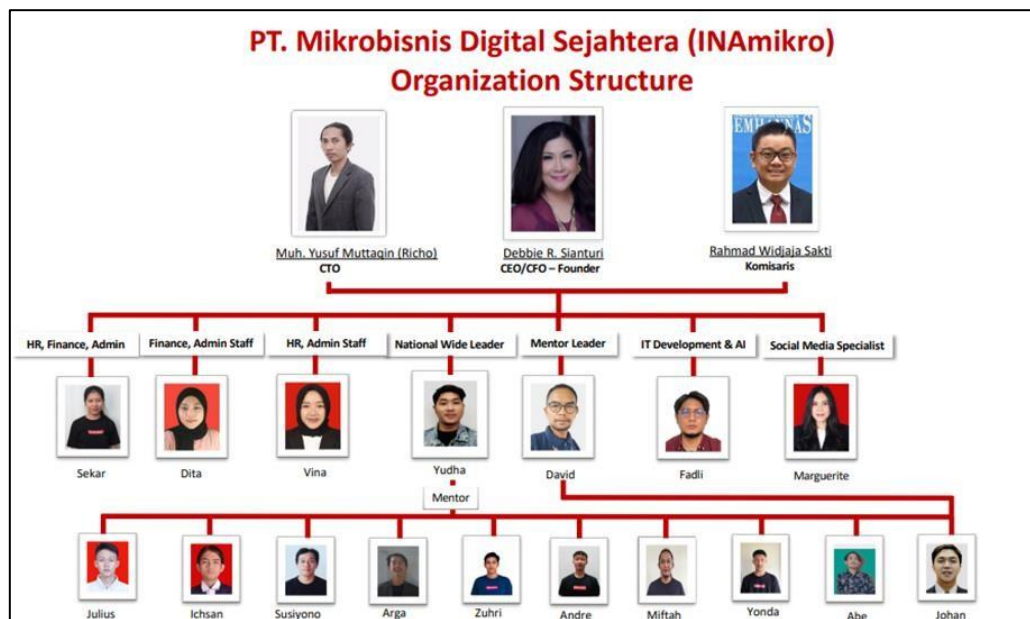 PT. Mikrobisnis Digital Sejahtera (INAmikro)
Organization Structure
EMHANNAS
Muh. Yusuf Muttaqin (Richo)
CTO
Debbie R. Sianturi
CEO/CFO – Founder
Rahmad Widjaja Sakti
Komisaris
HR, Finance, Admin
Finance, Admin Staff
HR, Admin Staff
National Wide Leader
Mentor Leader
IT Development & AI
Social Media Specialist
Sekar
Dita
Vina
Yudha
David
Fadli
Marguerite
Mentor
Julius
Ichsan
Susiyono
Arga
Zuhri
Andre
Miftah
Yonda
Abe
Johan